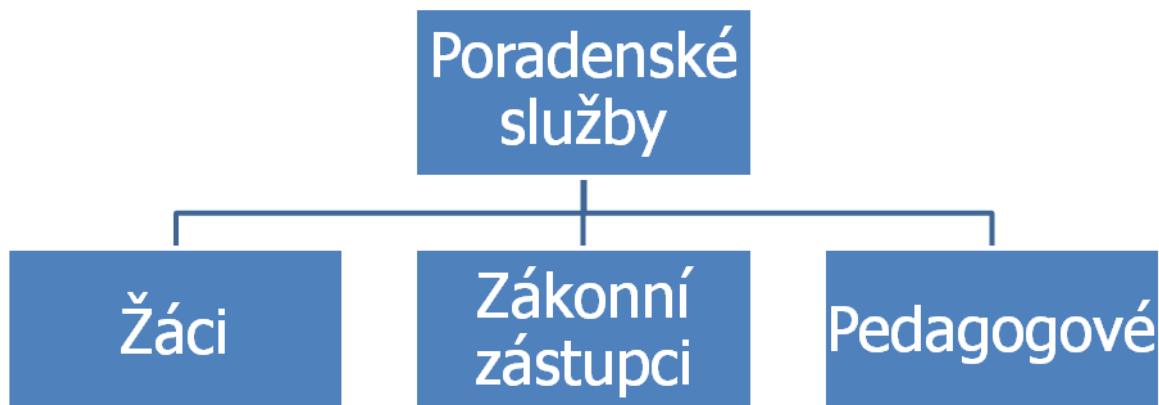 Poradenské
služby
Žáci
Zákonní
zástupci
Pedagogové